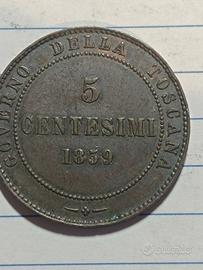 GOVERNO DELLA TOSCANA
5
CENTESIMI
1859